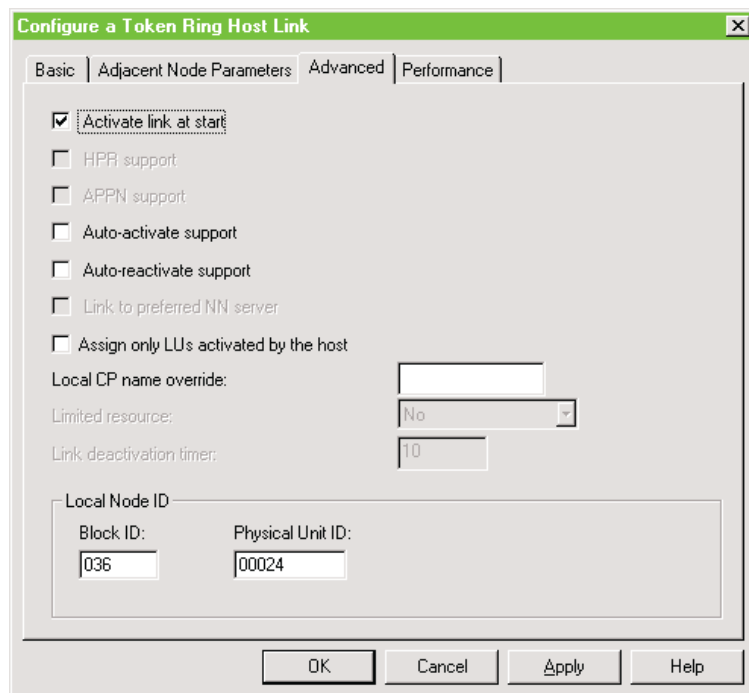 Configure a Token Ring Host Link
Basic Adjacent Node Parameters Advanced Performance
Activate link at start
HPR support
APPN support
Auto-activate support
Auto-reactivate support
Link to preferred NN server
Assign only LUs activated by the host
Local CP name override:
Limited resource: No
Link deactivation timer: 10
Local Node ID
Block ID: Physical Unit ID:
036 00024
OK Cancel Apply Help